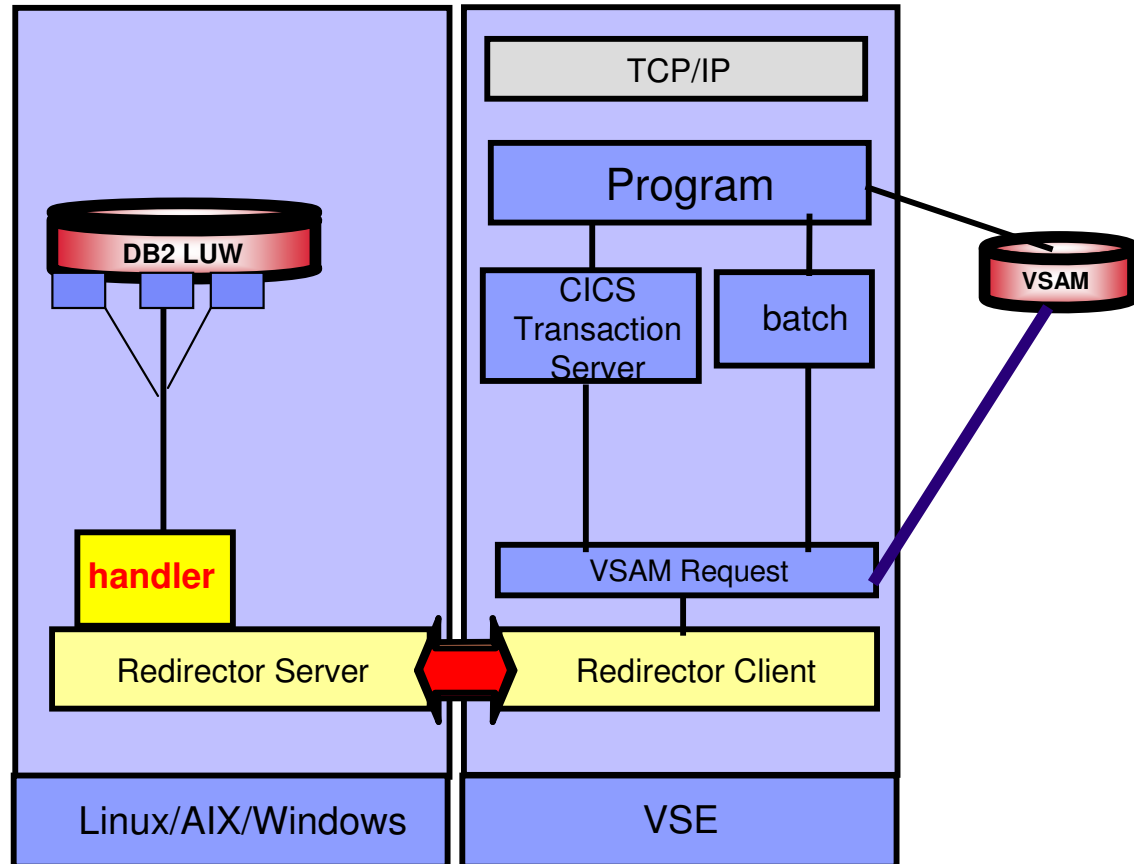 TCP/IP
Program
DB2 LUW
VSAM
CICS
Transaction
Server
batch
handler
VSAM Request
Redirector Server
Redirector Client
Linux/AIX/Windows
VSE